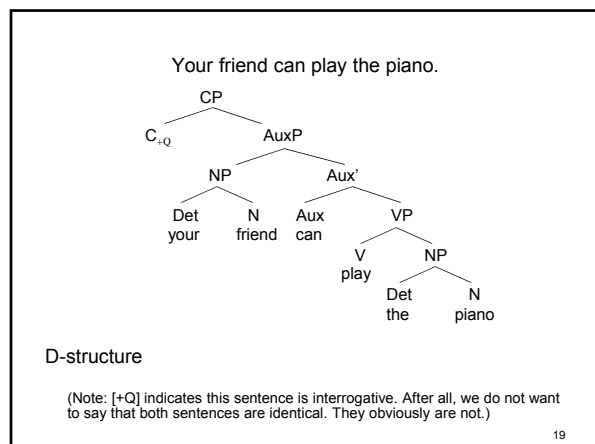 Your friend can play the piano.
CP
C+Q AuxP
NP Aux'
Det N Aux VP
your friend can
V NP
play
Det N
the piano
D-structure
(Note: [+Q] indicates this sentence is interrogative. After all, we do not want
to say that both sentences are identical. They obviously are not.)
19